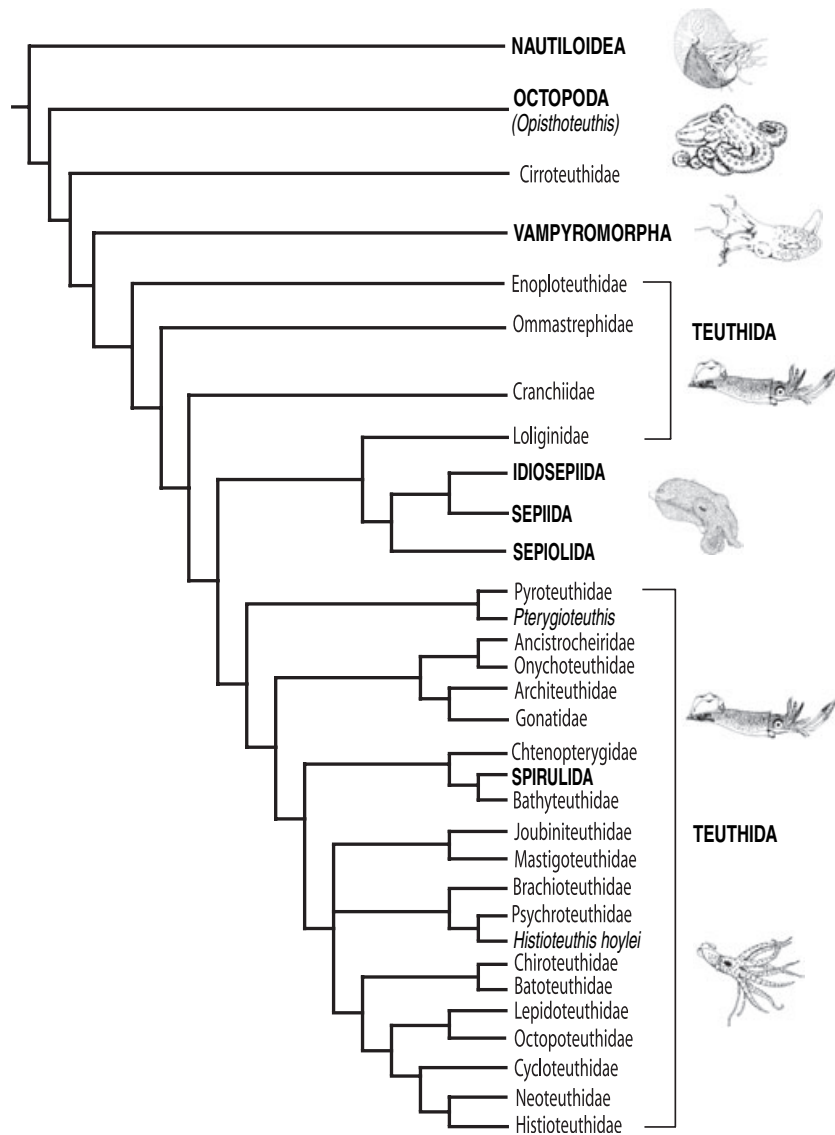 NAUTILOIDEA
OCTOPODA
(Opisthoteuthis)
Cirroteuthidae
VAMPYROMORPHA
Enoploteuthidae
Ommastrephidae
TEUTHIDA
Cranchiidae
Loliginidae
IDIOSEPIIDA
SEPIIDA
SEPIOLIDA
Pyroteuthidae
Pterygioteuthis
Ancistrocheiridae
Onychoteuthidae
Architeuthidae
Gonatidae
Chtenopterygidae
SPIRULIDA
Bathyteuthidae
Joubiniteuthidae
TEUTHIDA
Mastigoteuthidae
Brachioteuthidae
Psychroteuthidae
Histioteuthis hoylei
Chiroteuthidae
Batoteuthidae
Lepidoteuthidae
Octopoteuthidae
Cycloteuthidae
Neoteuthidae
Histioteuthidae